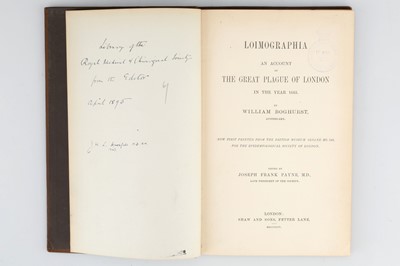 Library of the
Royal Medical & Chirurgical Society
from the Editor
April 1895
LOIMOGRAPHIA
AN ACCOUNT
OF
THE GREAT PLAGUE OF LONDON
IN THE YEAR 1665.
BY
WILLIAM BOGHURST,
APOTHECARY.
NOW FIRST PRINTED FROM THE BRITISH MUSEUM SLOANE MS. 349
FOR THE EPIDEMIOLOGICAL SOCIETY OF LONDON.
EDITED BY
JOSEPH FRANK PAYNE, M.D.,
LATE PRESIDENT OF THE SOCIETY.
LONDON:
SHAW AND SONS, FETTER LANE.